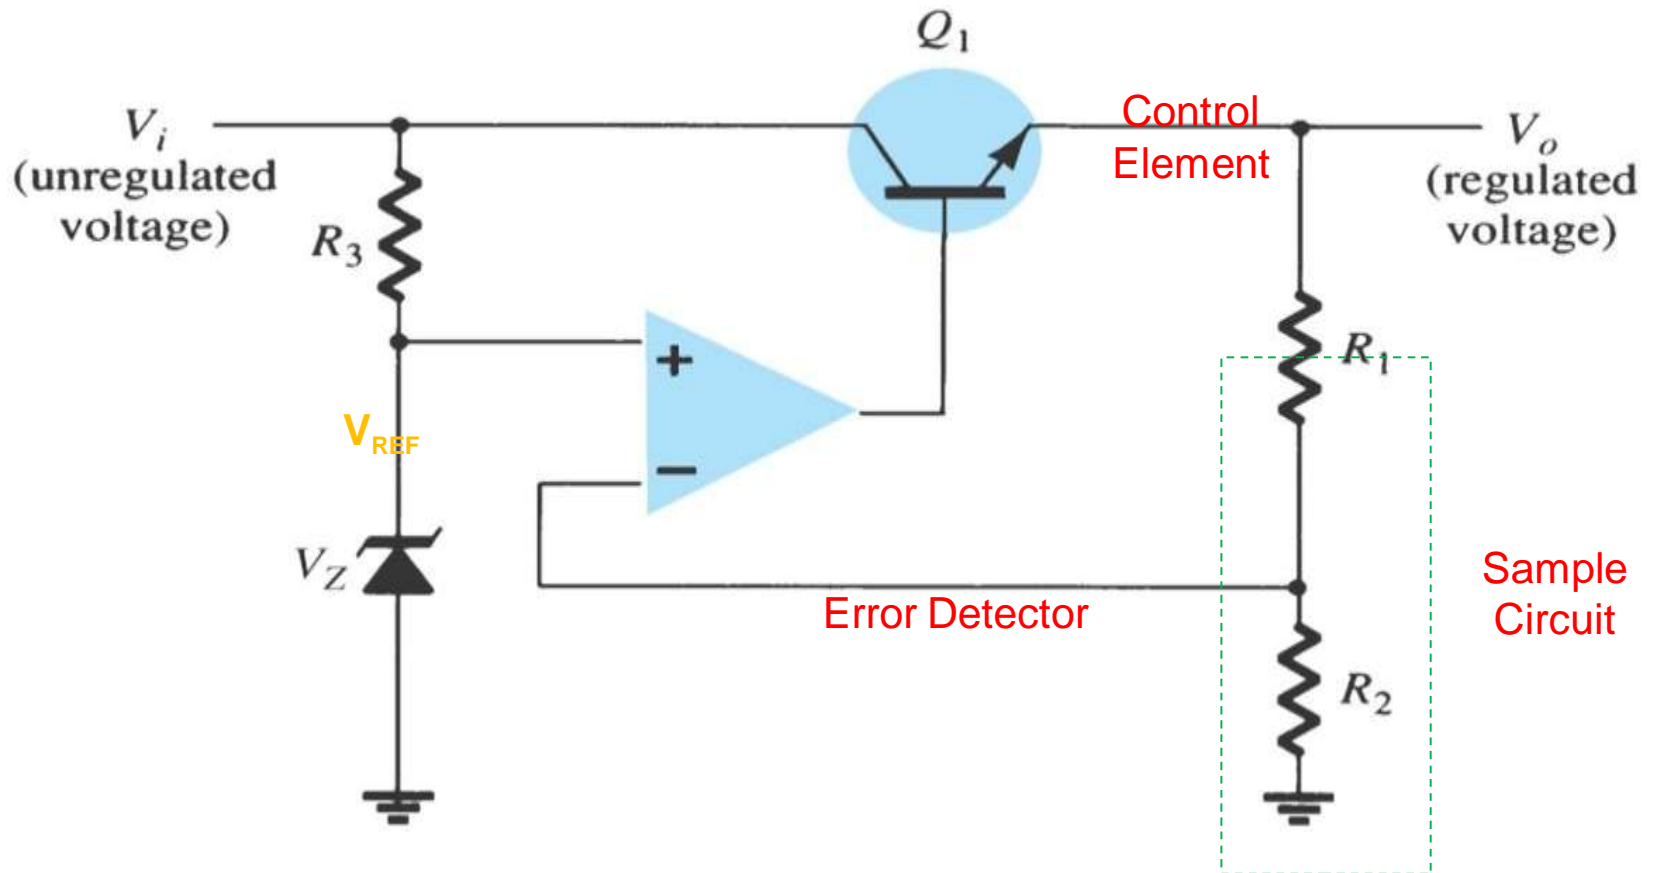 Q1
Vi
(unregulated
voltage)
Control
Element
Vo
(regulated
voltage)
R3
R1
+
VREF
−
VZ
Error Detector
Sample
Circuit
R2